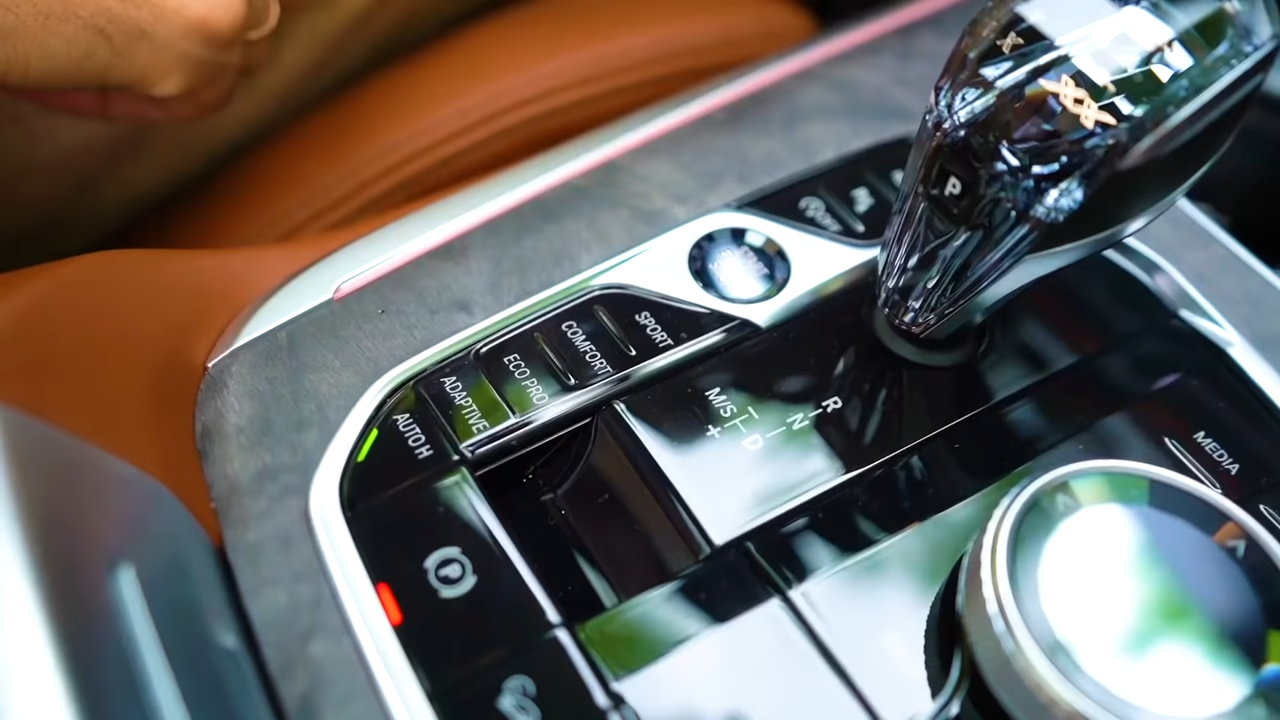 P
SPORT
COMFORT
ECO PRO
ADAPTIVE
AUTO H
R
N
M/S
D
+
MEDIA
P